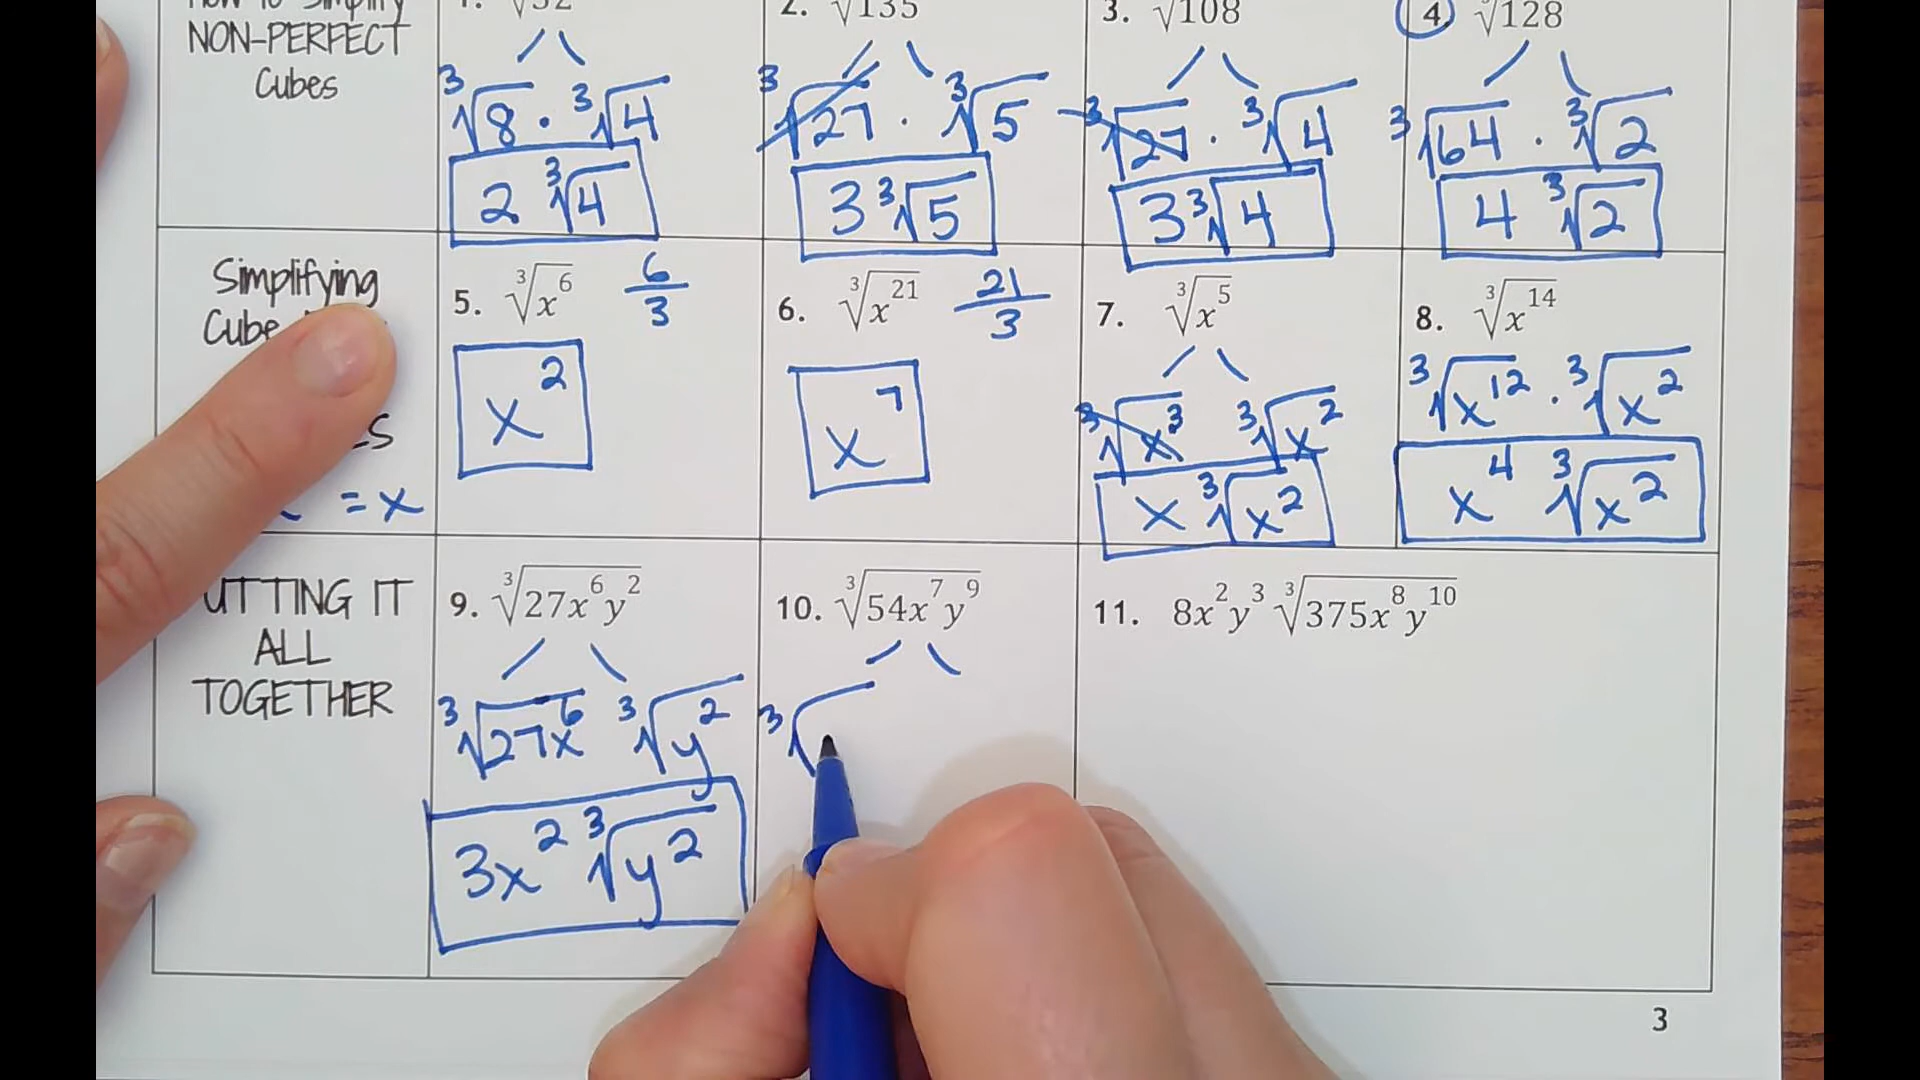 NON-PERFECT
Cubes
1. √32
2. √135
3. √108
4. ³√128
³√8 · ³√4
2 ³√4
³√27 · ³√5
3 ³√5
³√27 · ³√4
3 ³√4
³√64 · ³√2
4 ³√2
Simplifying
Cube
= x
5. ³√x⁶ 6/3
x²
6. ³√x²¹ 21/3
x⁷
7. ³√x⁵
³√x³ ³√x²
x ³√x²
8. ³√x¹⁴
³√x¹² · ³√x²
x⁴ ³√x²
UTTING IT
ALL
TOGETHER
9. ³√27x⁶y²
³√27x⁶ ³√y²
3x² ³√y²
10. ³√54x⁷y⁹
³√
11. 8x²y³ ³√375x⁸y¹⁰
3